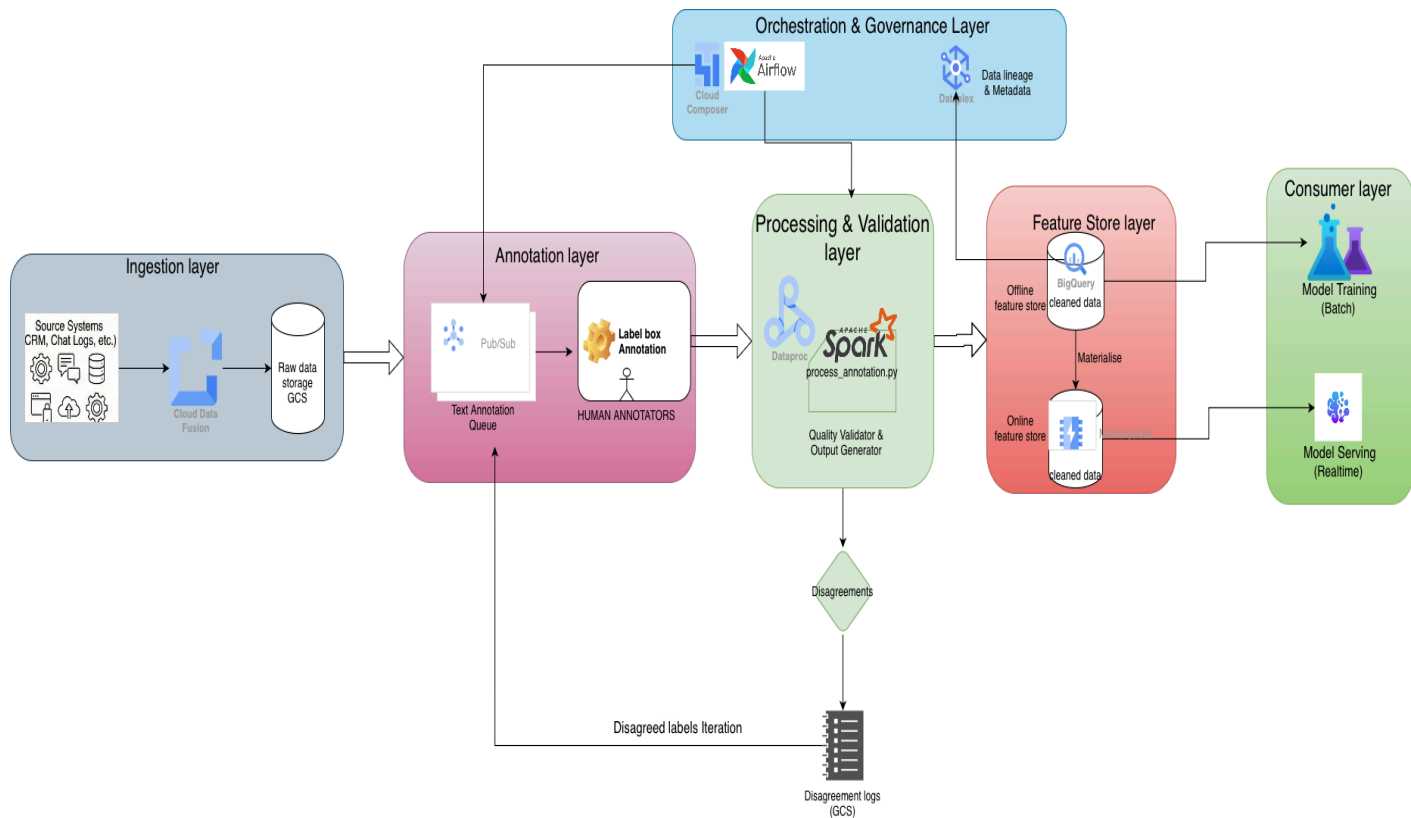 Orchestration & Governance Layer
Cloud
Composer
Apache
Airflow
Dataplex
Data lineage
& Metadata
Ingestion layer
Source Systems
CRM, Chat Logs, etc.)
Cloud Data
Fusion
Raw data
storage
GCS
Annotation layer
Pub/Sub
Text Annotation
Queue
Label box
Annotation
HUMAN ANNOTATORS
Processing & Validation
layer
Dataproc
APACHE
Spark
process_annotation.py
Quality Validator &
Output Generator
Feature Store layer
Offline
feature store
BigQuery
cleaned data
Materialise
Online
feature store
cleaned data
Consumer layer
Model Training
(Batch)
Model Serving
(Realtime)
Disagreements
Disagreed labels Iteration
Disagreement logs
(GCS)